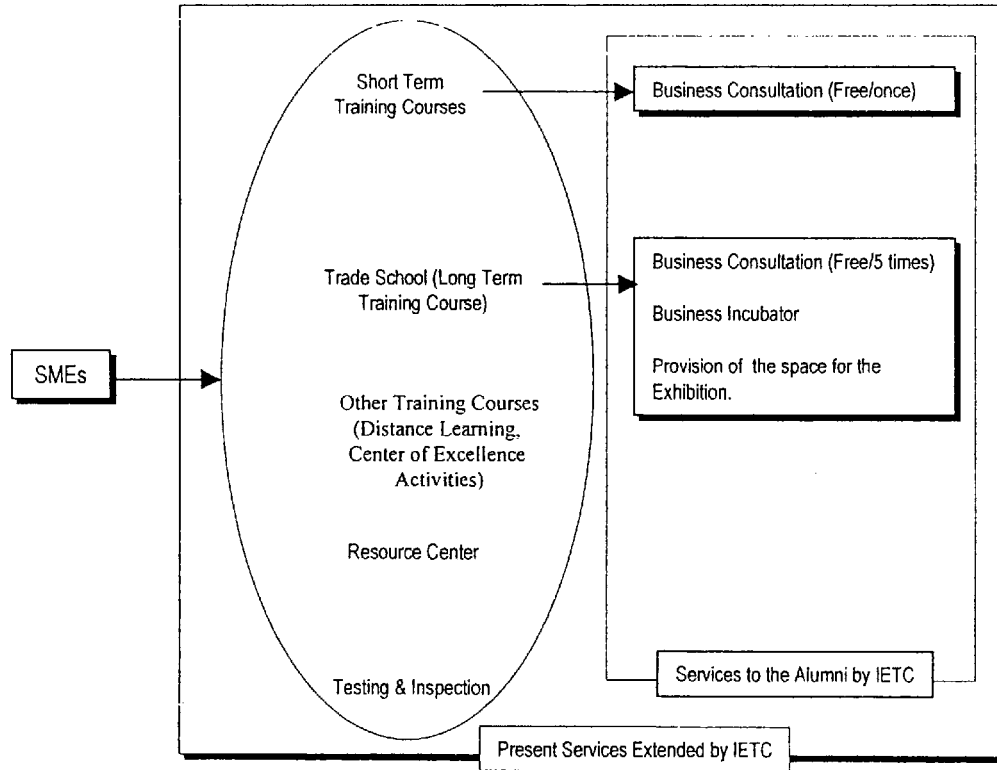 Short Term
Training Courses
Business Consultation (Free/once)
Trade School (Long Term
Training Course)
Business Consultation (Free/5 times)
Business Incubator
Provision of the space for the
Exhibition.
SMEs
Other Training Courses
(Distance Learning,
Center of Excellence
Activities)
Resource Center
Testing & Inspection
Services to the Alumni by IETC
Present Services Extended by IETC